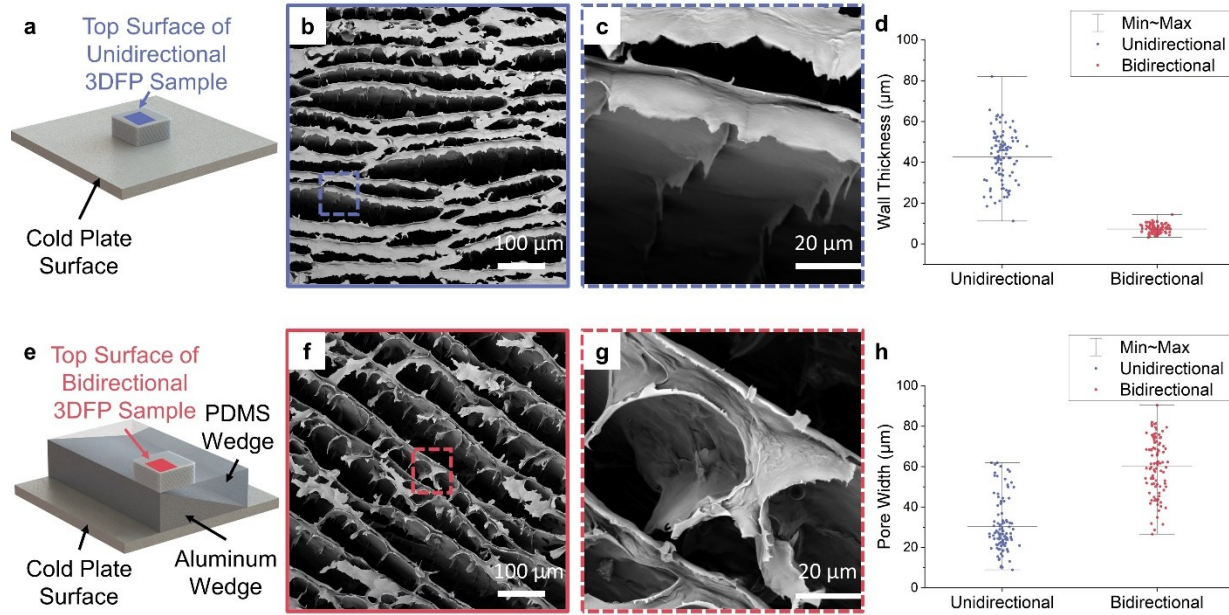 a
Top Surface of
Unidirectional
3DFP Sample
Cold Plate
Surface
b
100 µm
c
20 µm
d
Min~Max
Unidirectional
Bidirectional
100
80
60
40
20
0
Wall Thickness (µm)
Unidirectional
Bidirectional
e
Top Surface of
Bidirectional
3DFP Sample
PDMS
Wedge
Cold Plate
Surface
Aluminum
Wedge
f
100 µm
g
20 µm
h
Min~Max
Unidirectional
Bidirectional
100
80
60
40
20
0
Pore Width (µm)
Unidirectional
Bidirectional